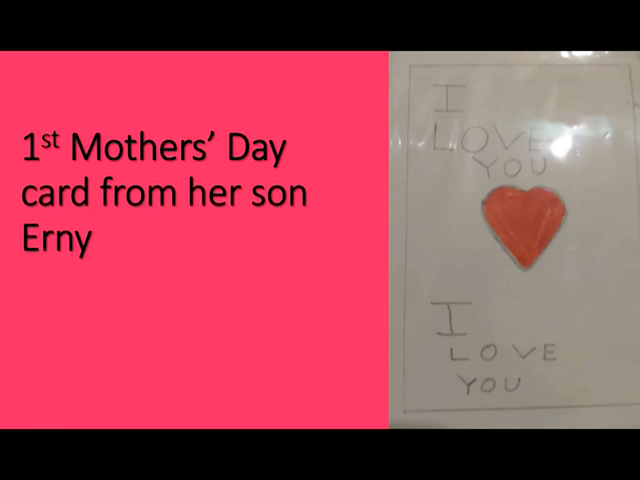 1st Mothers' Day
card from her son
Erny
I
LOVE
YOU
I
LOVE
YOU